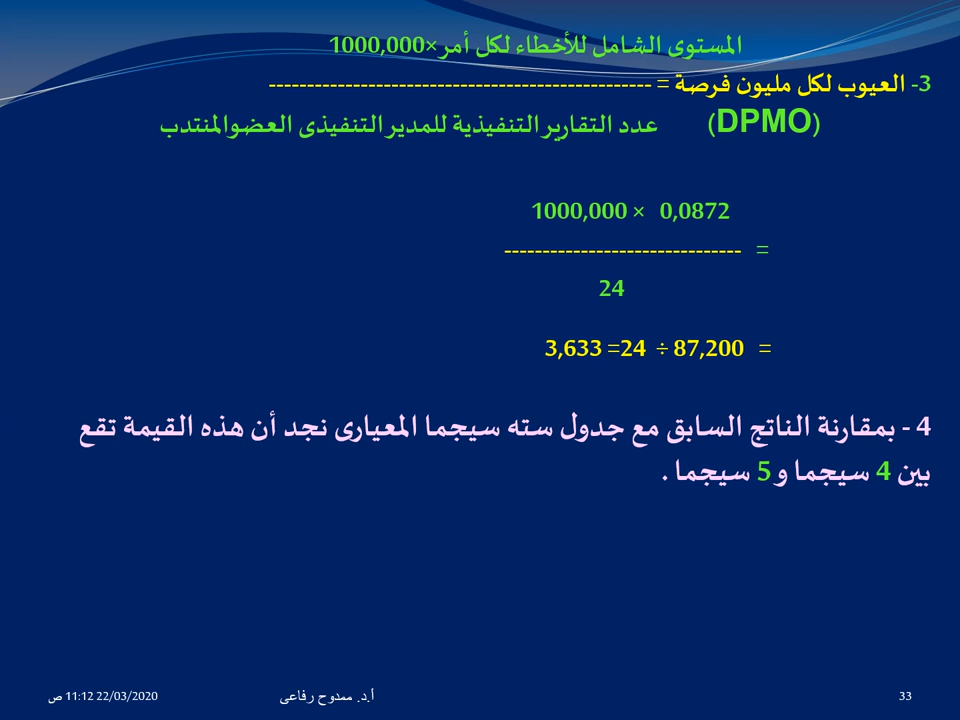 المستوى الشامل للأخطاء لكل أمر×1000,000
3- العيوب لكل مليون فرصة = --------------------------------------------------
(DPMO) عدد التقارير التنفيذية للمدير التنفيذى العضوالمنتدب
0,0872 × 1000,000
= -------------------------------
24
= 87,200 ÷ 24= 3,633
4 - بمقارنة الناتج السابق مع جدول سته سيجما المعيارى نجد أن هذه القيمة تقع
بين 4 سيجما و5 سيجما .
33 أ.د. ممدوح رفاعى 22/03/2020 11:12 ص